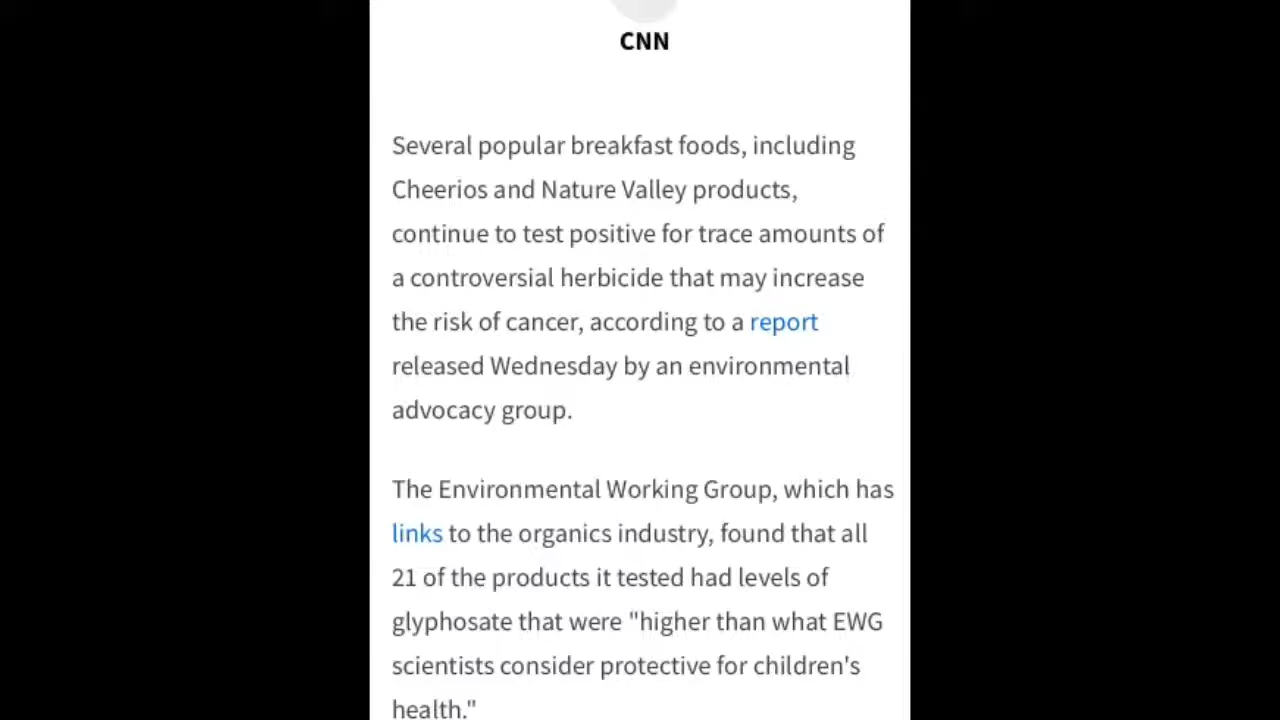 CNN
Several popular breakfast foods, including
Cheerios and Nature Valley products,
continue to test positive for trace amounts of
a controversial herbicide that may increase
the risk of cancer, according to a report
released Wednesday by an environmental
advocacy group.
The Environmental Working Group, which has
links to the organics industry, found that all
21 of the products it tested had levels of
glyphosate that were "higher than what EWG
scientists consider protective for children's
health."